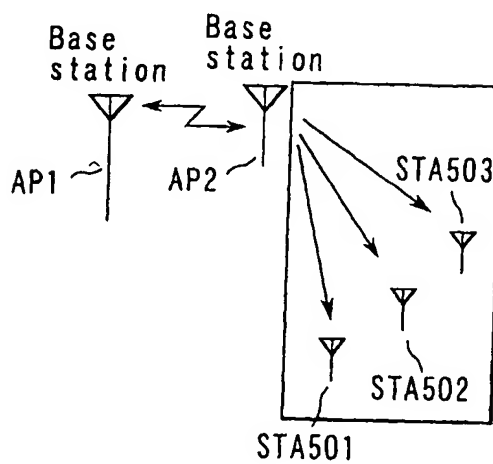 Base
station
Base
station
AP1
AP2
STA503
STA502
STA501